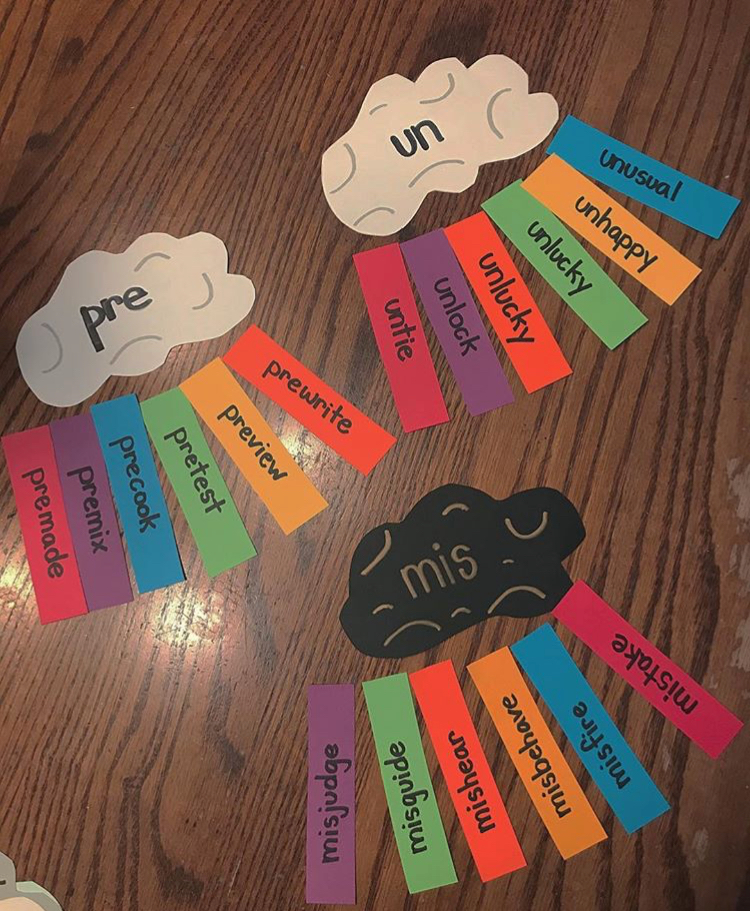 un
untie
unlock
unlucky
unlucky
unhappy
unusual
pre
premade
premix
precook
pretest
preview
prewrite
mis
misjudge
misguide
mishear
misbehave
misfire
mistake